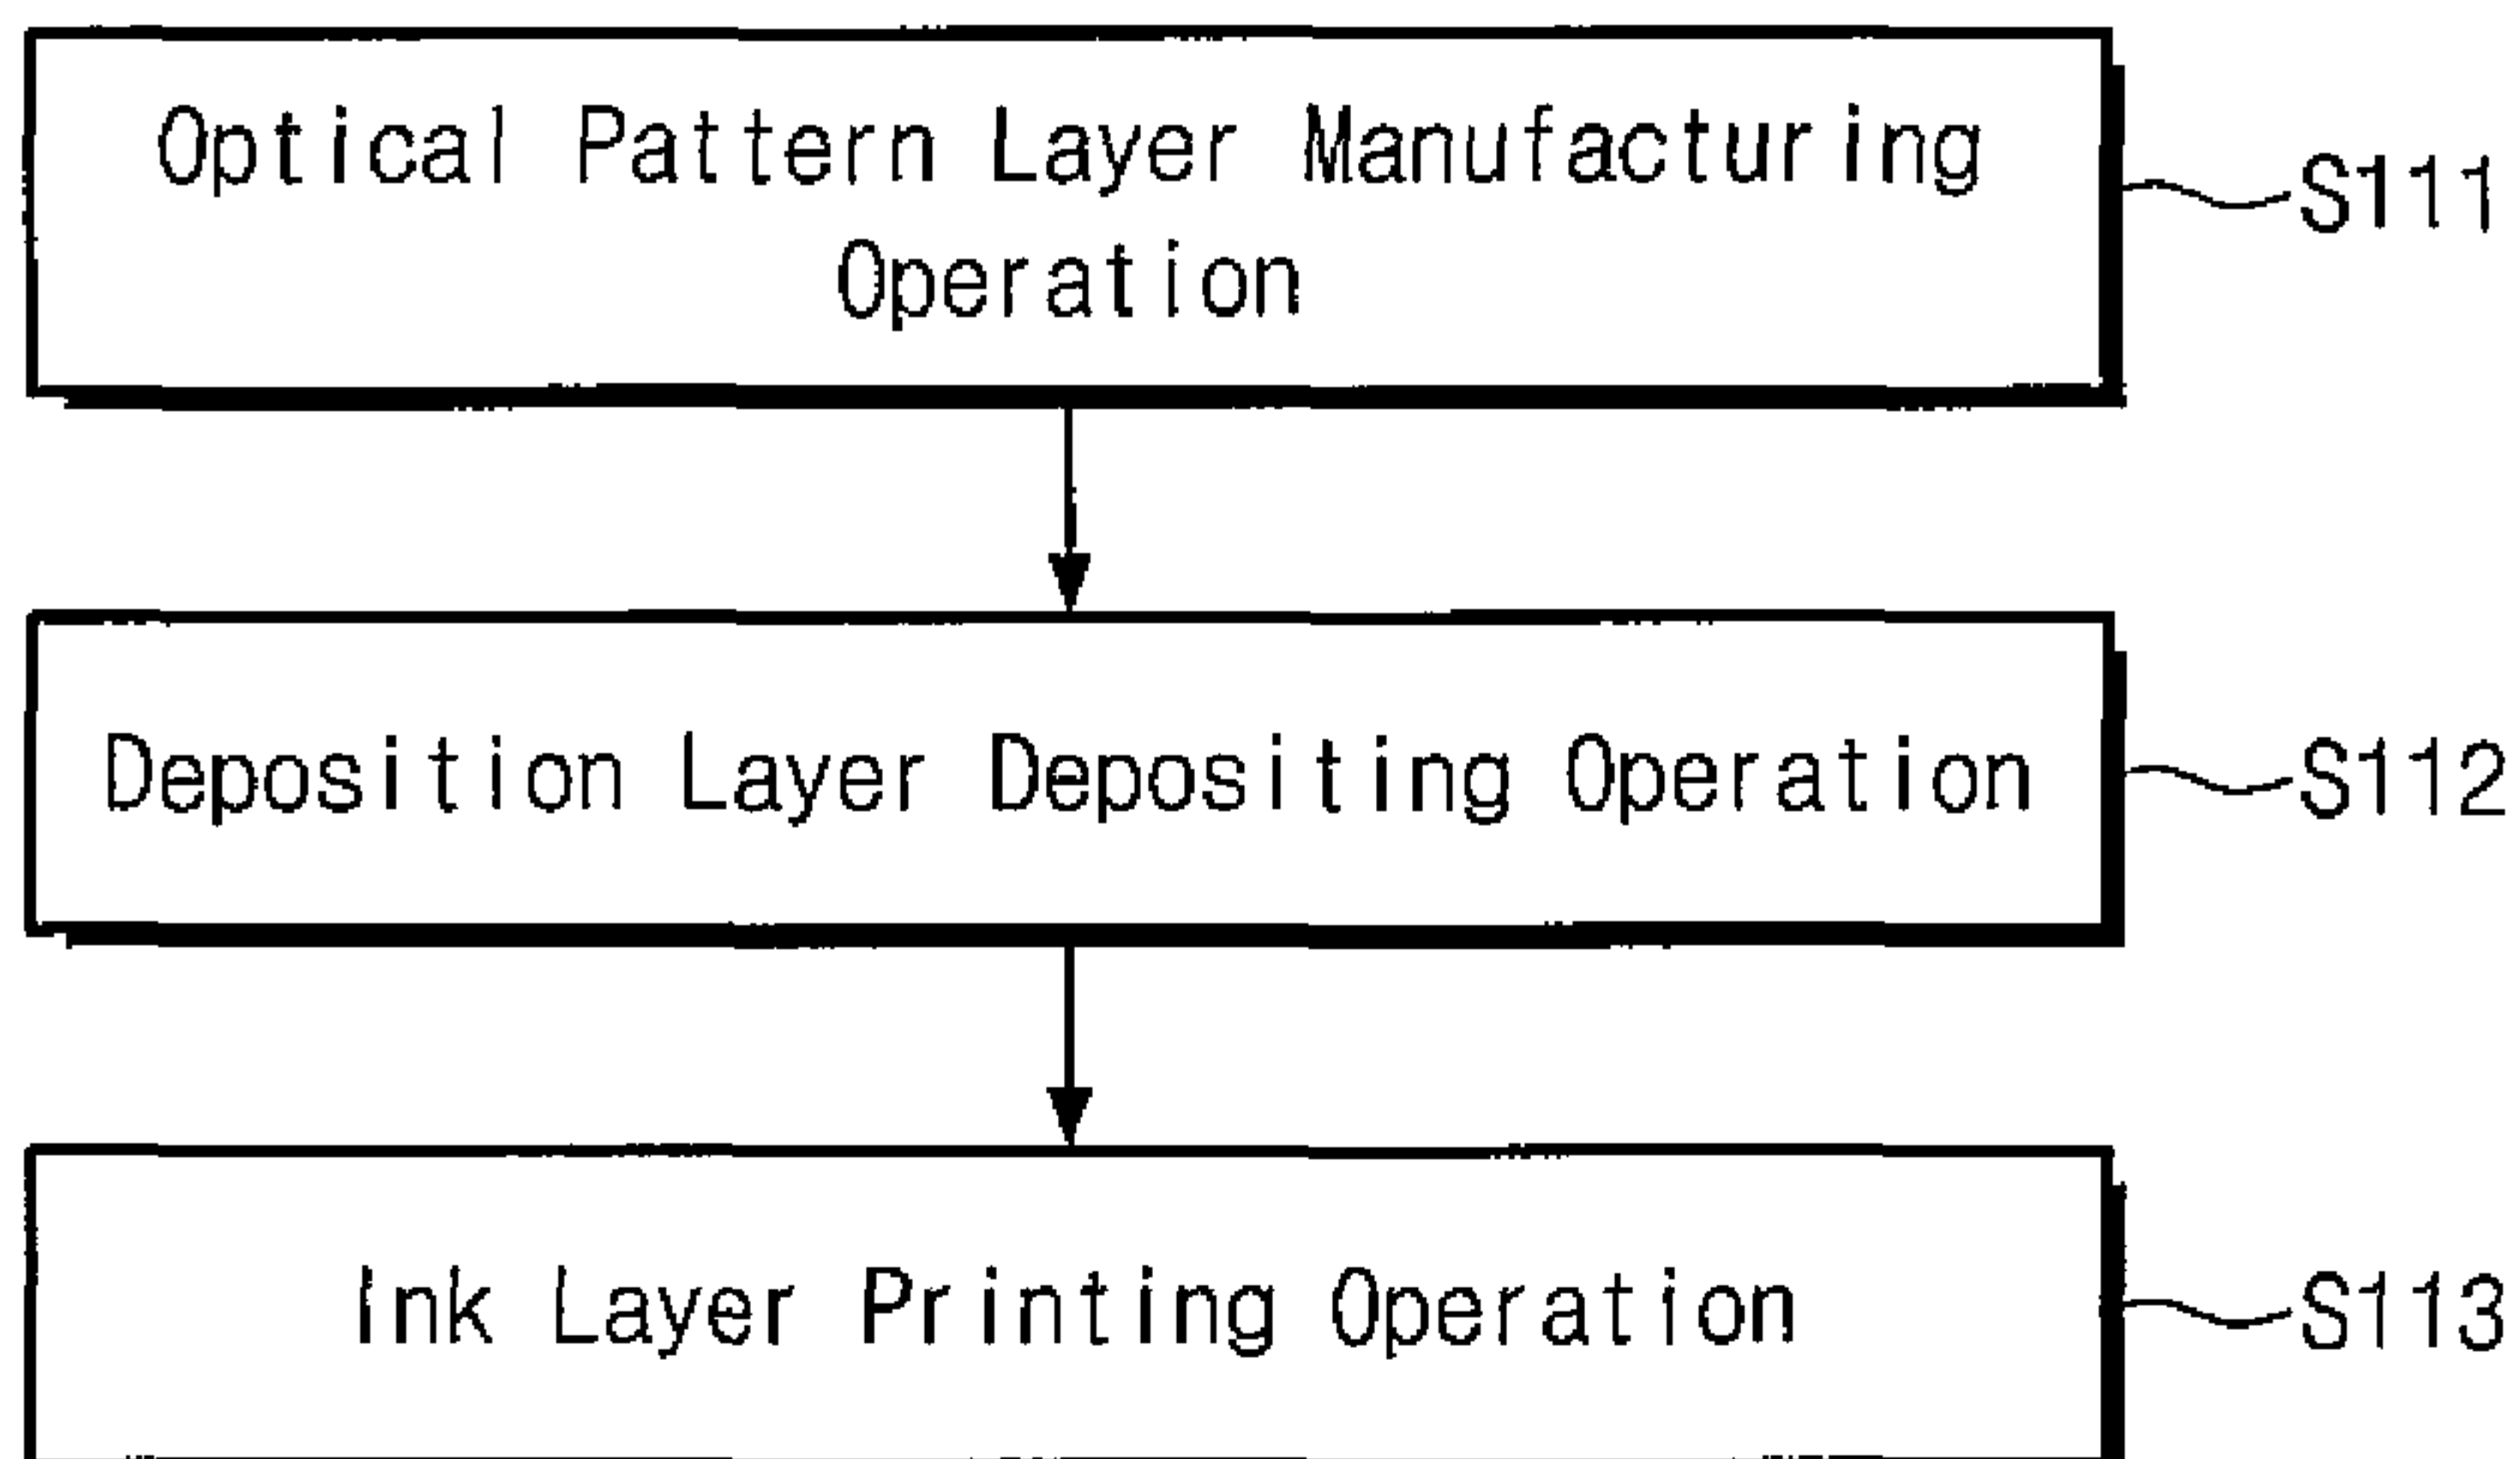 Optical Pattern Layer Manufacturing
Operation
S111
Deposition Layer Depositing Operation
S112
Ink Layer Printing Operation
S113